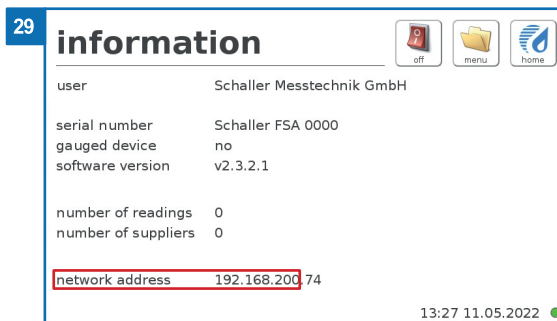 29
information
off
menu
home
user Schaller Messtechnik GmbH
serial number Schaller FSA 0000
gauged device no
software version v2.3.2.1
number of readings 0
number of suppliers 0
network address 192.168.200.74
13:27 11.05.2022